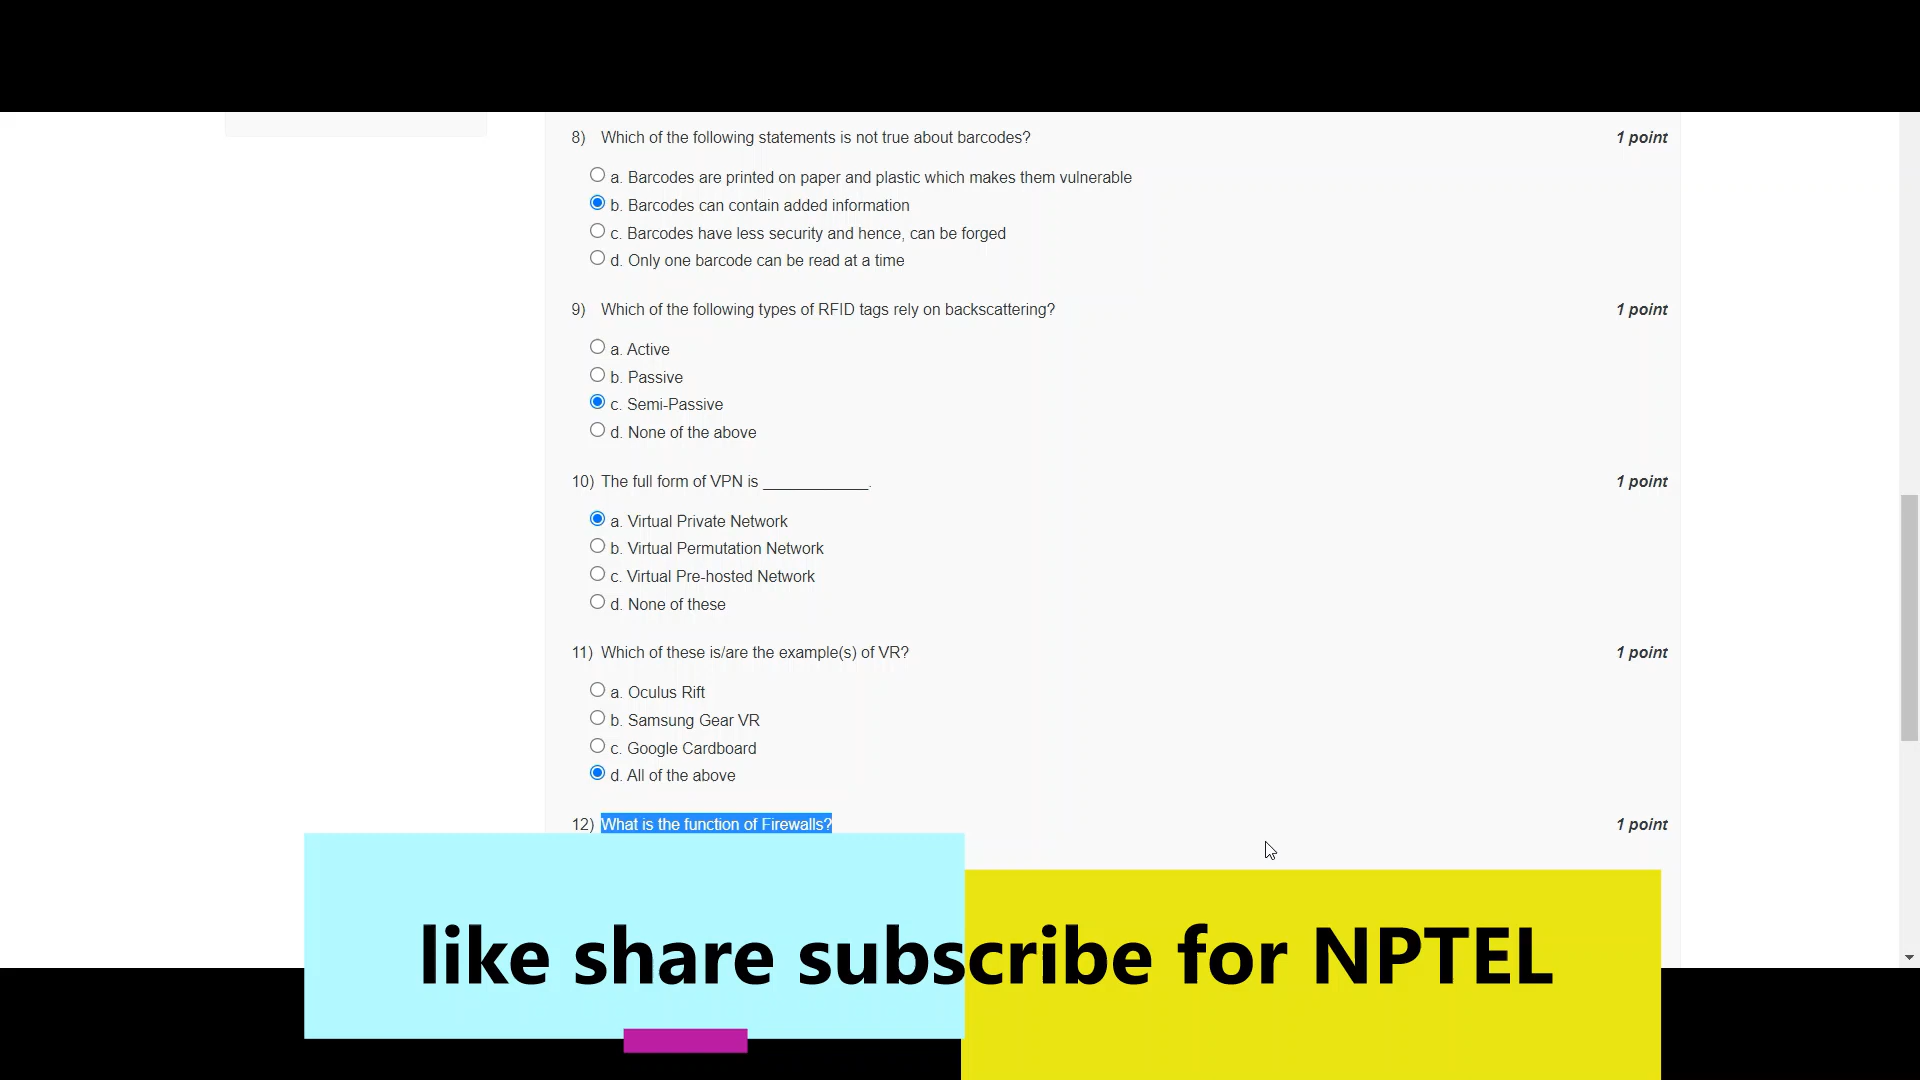 8) Which of the following statements is not true about barcodes? 1 point
a. Barcodes are printed on paper and plastic which makes them vulnerable
b. Barcodes can contain added information
c. Barcodes have less security and hence, can be forged
d. Only one barcode can be read at a time
9) Which of the following types of RFID tags rely on backscattering? 1 point
a. Active
b. Passive
c. Semi-Passive
d. None of the above
10) The full form of VPN is ____________. 1 point
a. Virtual Private Network
b. Virtual Permutation Network
c. Virtual Pre-hosted Network
d. None of these
11) Which of these is/are the example(s) of VR? 1 point
a. Oculus Rift
b. Samsung Gear VR
c. Google Cardboard
d. All of the above
12) What is the function of Firewalls? 1 point
like share subscribe for NPTEL